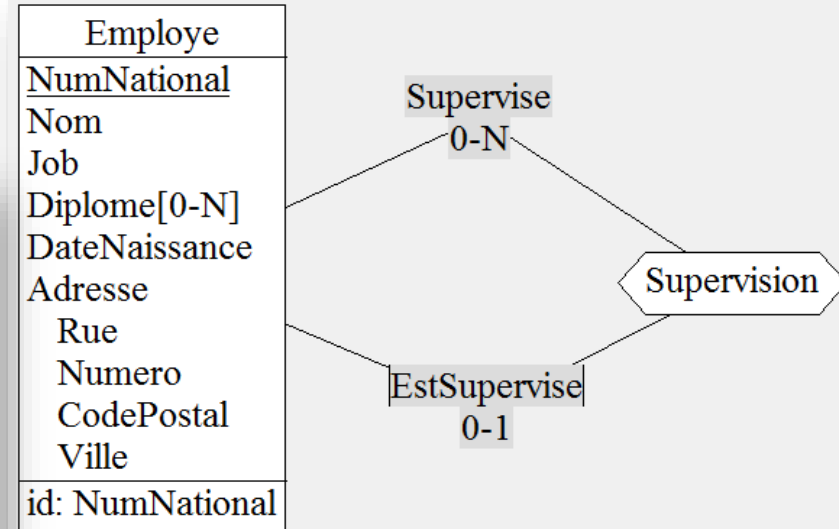 Employe
NumNational
Nom
Job
Diplome[0-N]
DateNaissance
Adresse
Rue
Numero
CodePostal
Ville
id: NumNational
Supervise
0-N
Supervision
EstSupervise
0-1